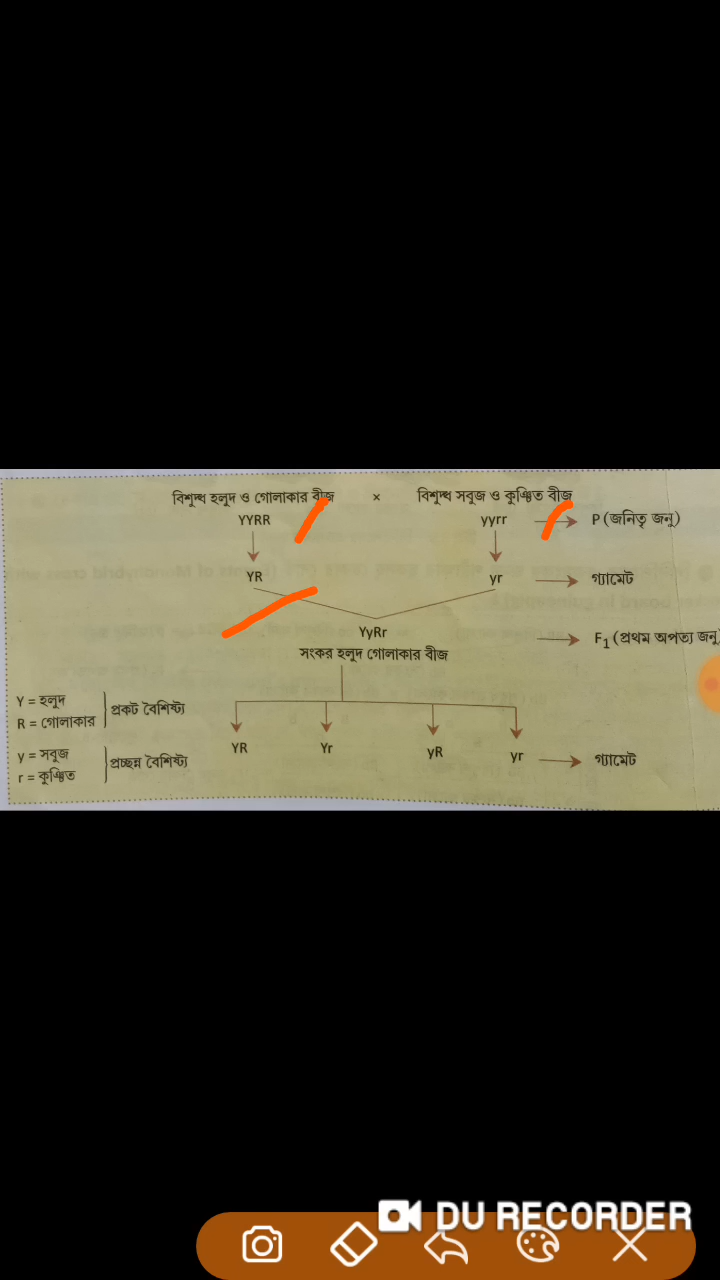 বিশুদ্ধ হলুদ ও গোলাকার বীজ × বিশুদ্ধ সবুজ ও কুঞ্চিত বীজ
YYRR yyrr P (জনিতৃ জনু)
YR yr গ্যামেট
YyRr F₁ (প্রথম অপত্য জনু)
সংকর হলুদ গোলাকার বীজ
Y = হলুদ
R = গোলাকার
প্রকট বৈশিষ্ট্য
y = সবুজ
r = কুঞ্চিত
প্রচ্ছন্ন বৈশিষ্ট্য
YR Yr yR yr গ্যামেট
DU RECORDER